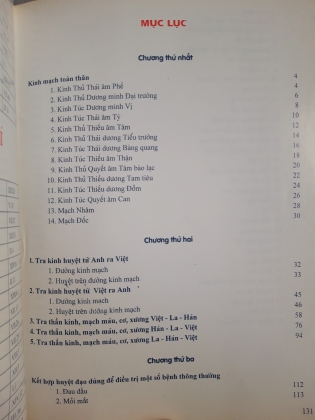 MỤC LỤC
Chương thứ nhất
Kinh mạch toàn thân 4
1. Kinh Thủ Thái âm Phế 4
2. Kinh Thủ Dương minh Đại trường 6
3. Kinh Túc Dương minh Vị 8
4. Kinh Túc Thái âm Tỳ 10
5. Kinh Thủ Thiếu âm Tâm 12
6. Kinh Thủ Thái dương Tiểu trường 14
7. Kinh Túc Thái dương Bàng quang 16
8. Kinh Túc Thiếu âm Thận 18
9. Kinh Thủ Quyết âm Tâm bào lạc 20
10. Kinh Thủ Thiếu dương Tam tiêu 22
11. Kinh Túc Thiếu dương Đởm 24
12. Kinh Túc Quyết âm Can 26
13. Mạch Nhâm 28
14. Mạch Đốc 30
Chương thứ hai
1. Tra kinh huyệt từ Anh ra Việt
1. Đường kinh mạch 32
2. Huyệt trên đường kinh mạch 33
2. Tra kinh huyệt từ Việt ra Anh
1. Đường kinh mạch 45
2. Huyệt trên đường kinh mạch 46
3. Tra thần kinh, mạch máu, cơ, xương Việt - La - Hán 58
4. Tra thần kinh, mạch máu, cơ, xương Hán - La - Việt 76
5. Tra thần kinh, mạch máu, cơ, xương La - Hán - Việt 94
Chương thứ ba
Kết hợp huyệt đạo dùng để điều trị một số bệnh thông thường
1. Đau đầu 112
2. Mỏi mắt 113
131